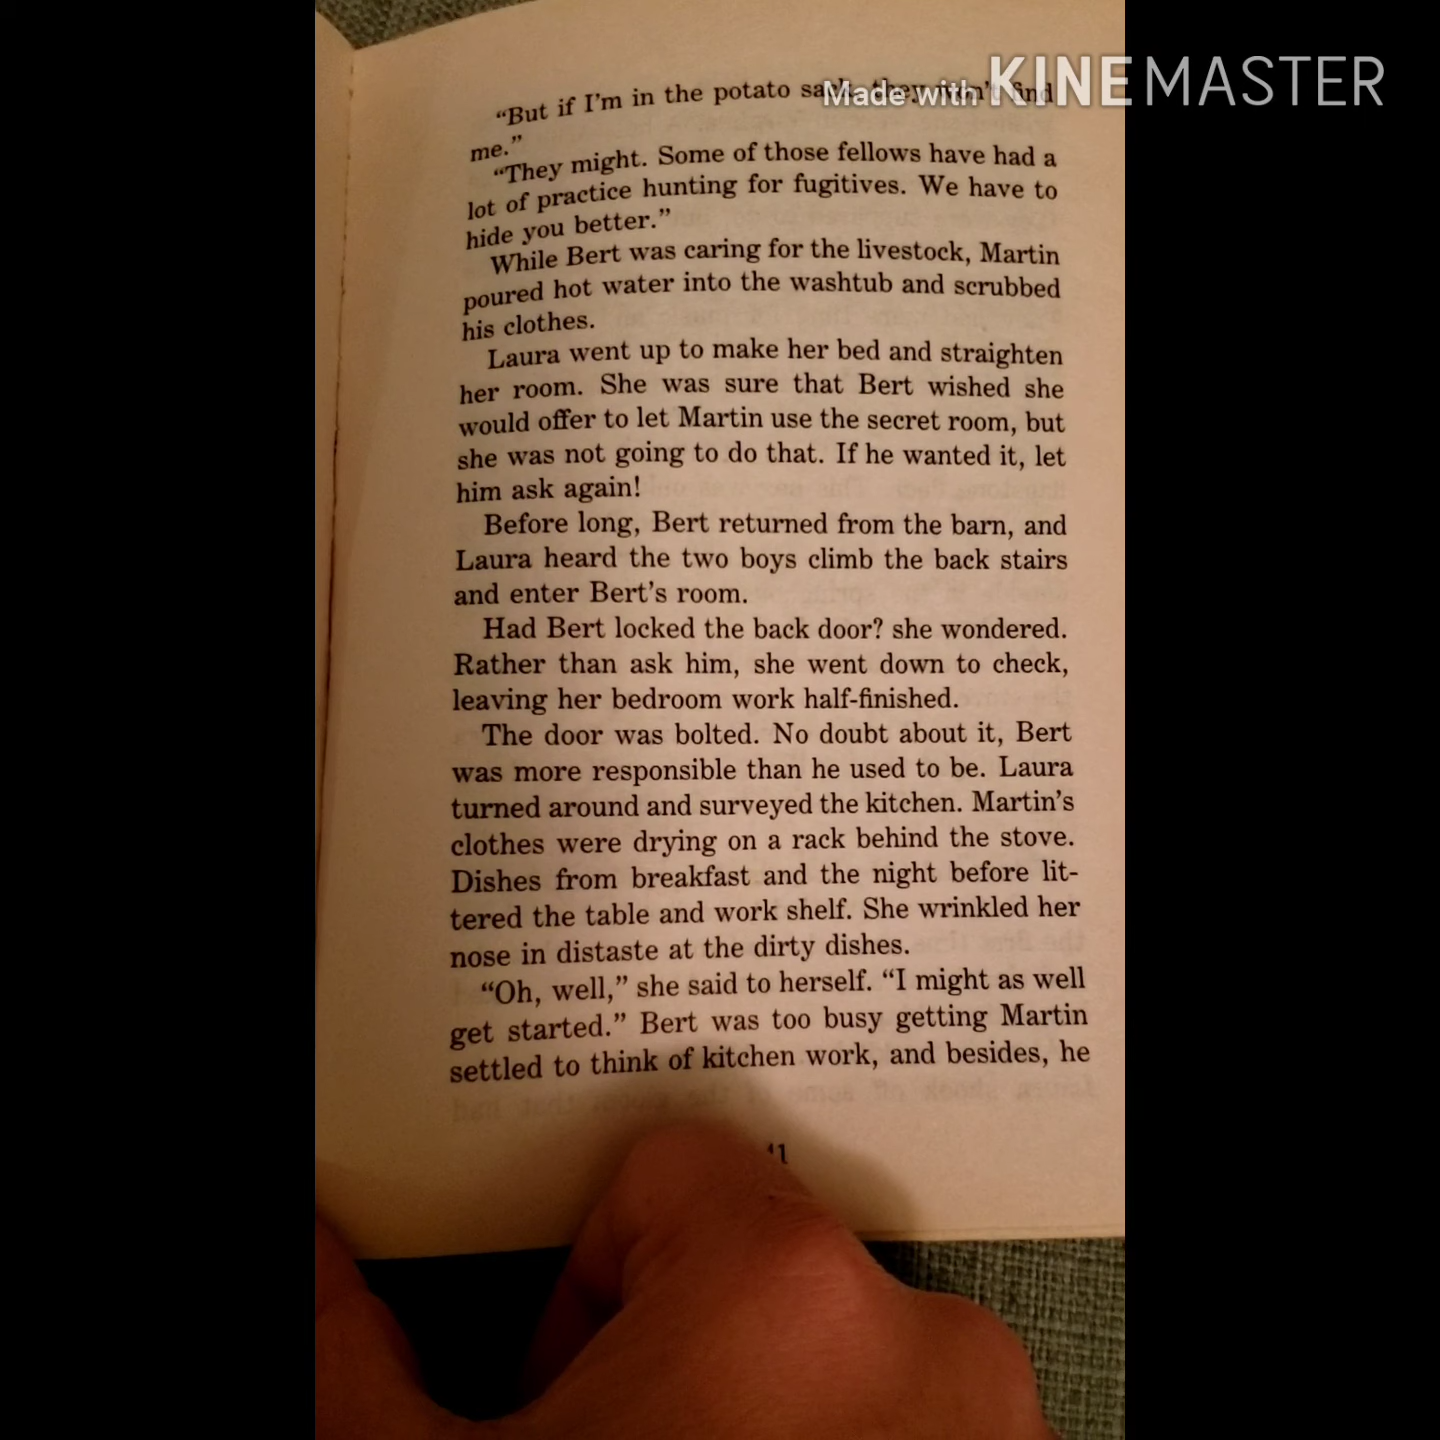 “But if I’m in the potato sack, they won’t find
me.”
“They might. Some of those fellows have had a
lot of practice hunting for fugitives. We have to
hide you better.”
While Bert was caring for the livestock, Martin
poured hot water into the washtub and scrubbed
his clothes.
Laura went up to make her bed and straighten
her room. She was sure that Bert wished she
would offer to let Martin use the secret room, but
she was not going to do that. If he wanted it, let
him ask again!
Before long, Bert returned from the barn, and
Laura heard the two boys climb the back stairs
and enter Bert’s room.
Had Bert locked the back door? she wondered.
Rather than ask him, she went down to check,
leaving her bedroom work half-finished.
The door was bolted. No doubt about it, Bert
was more responsible than he used to be. Laura
turned around and surveyed the kitchen. Martin’s
clothes were drying on a rack behind the stove.
Dishes from breakfast and the night before lit-
tered the table and work shelf. She wrinkled her
nose in distaste at the dirty dishes.
“Oh, well,” she said to herself. “I might as well
get started.” Bert was too busy getting Martin
settled to think of kitchen work, and besides, he
Made with KINEMASTER